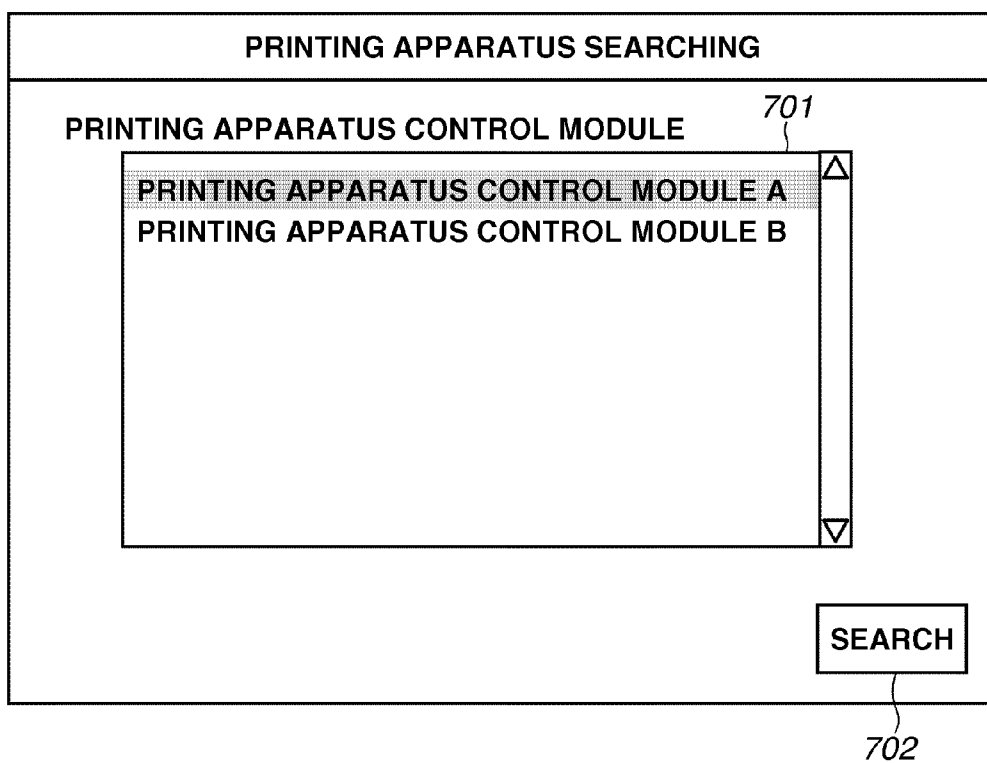 PRINTING APPARATUS SEARCHING
701
PRINTING APPARATUS CONTROL MODULE
PRINTING APPARATUS CONTROL MODULE A
PRINTING APPARATUS CONTROL MODULE B
SEARCH
702